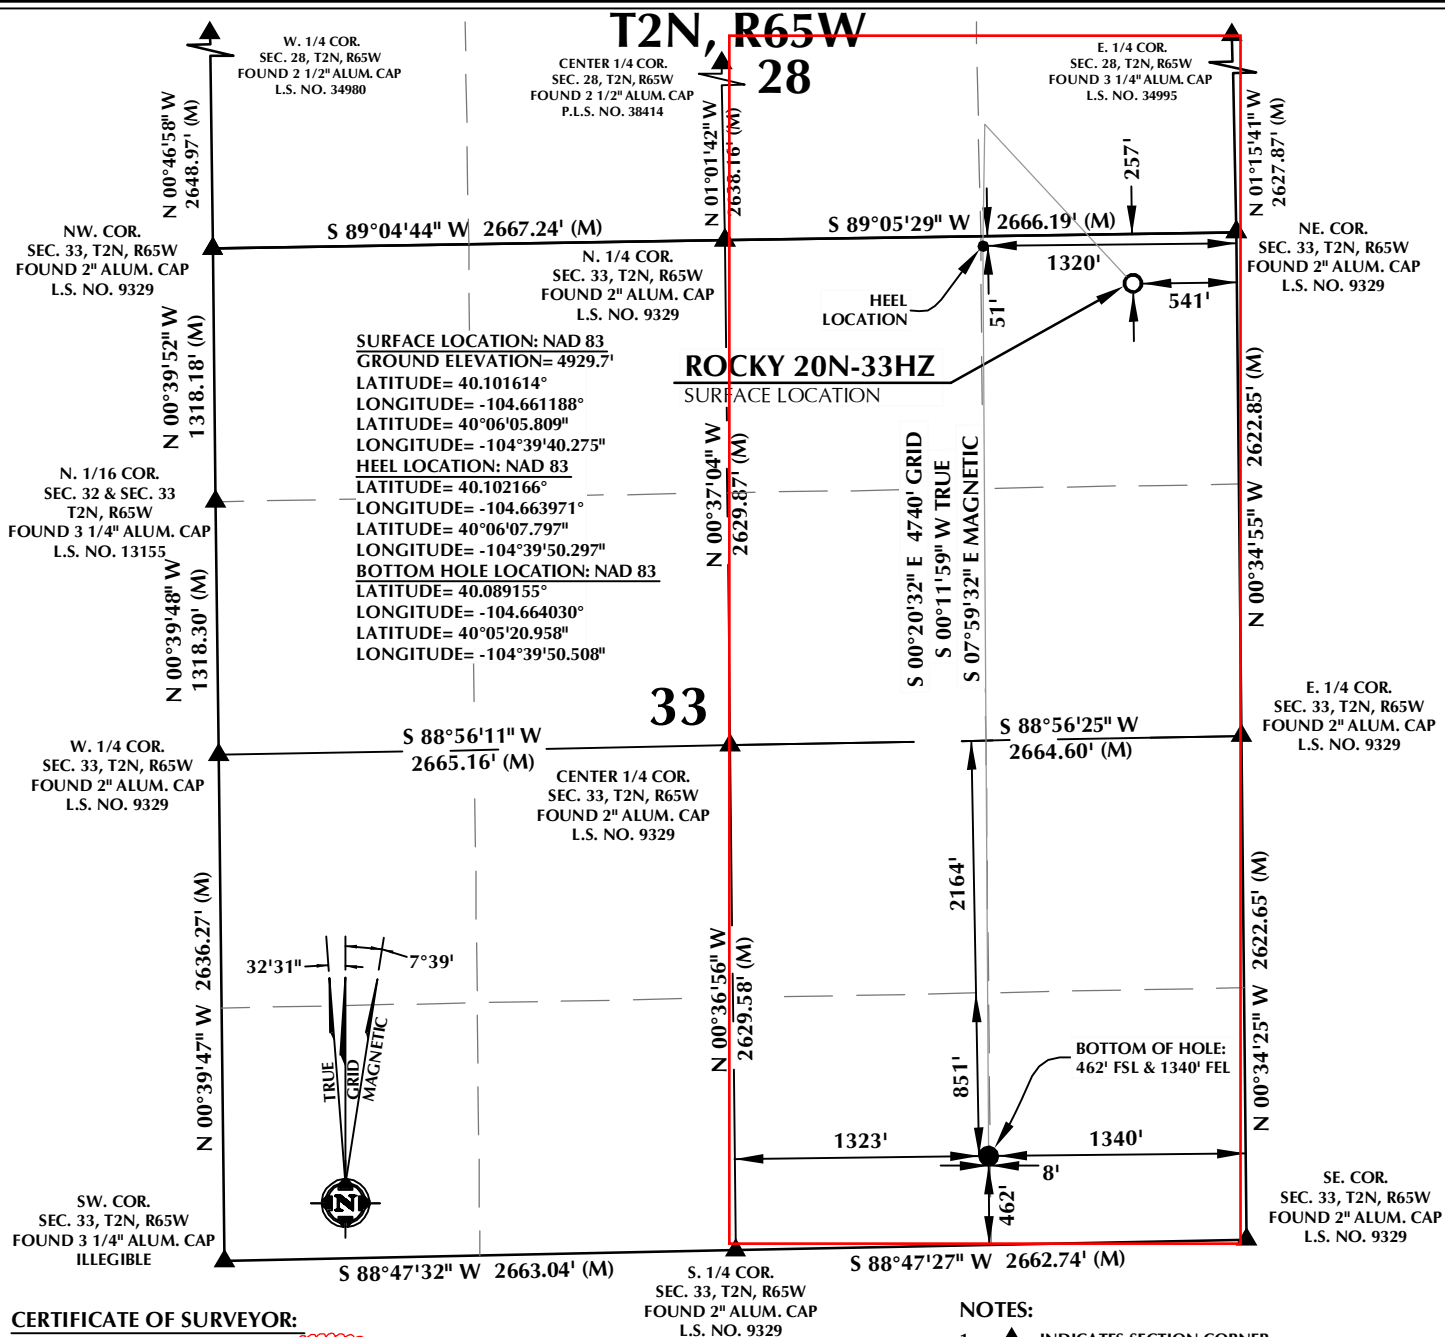 T2N, R65W
28
W. 1/4 COR.
SEC. 28, T2N, R65W
FOUND 2 1/2" ALUM. CAP
L.S. NO. 34980
CENTER 1/4 COR.
SEC. 28, T2N, R65W
FOUND 2 1/2" ALUM. CAP
P.L.S. NO. 38414
E. 1/4 COR.
SEC. 28, T2N, R65W
FOUND 3 1/4" ALUM. CAP
L.S. NO. 34995
N 00°46'58" W
2648.97' (M)
N 01°01'42" W
2638.16' (M)
N 01°15'41" W
2627.87' (M)
257'
S 89°04'44" W 2667.24' (M)
S 89°05'29" W 2666.19' (M)
NW. COR.
SEC. 33, T2N, R65W
FOUND 2" ALUM. CAP
L.S. NO. 9329
N. 1/4 COR.
SEC. 33, T2N, R65W
FOUND 2" ALUM. CAP
L.S. NO. 9329
NE. COR.
SEC. 33, T2N, R65W
FOUND 2" ALUM. CAP
L.S. NO. 9329
1320'
541'
51'
HEEL
LOCATION
ROCKY 20N-33HZ
SURFACE LOCATION
SURFACE LOCATION: NAD 83
GROUND ELEVATION= 4929.7'
LATITUDE= 40.101614°
LONGITUDE= -104.661188°
LATITUDE= 40°06'05.809"
LONGITUDE= -104°39'40.275"
HEEL LOCATION: NAD 83
LATITUDE= 40.102166°
LONGITUDE= -104.663971°
LATITUDE= 40°06'07.797"
LONGITUDE= -104°39'50.297"
BOTTOM HOLE LOCATION: NAD 83
LATITUDE= 40.089155°
LONGITUDE= -104.664030°
LATITUDE= 40°05'20.958"
LONGITUDE= -104°39'50.508"
N 00°39'52" W
1318.18' (M)
N. 1/16 COR.
SEC. 32 & SEC. 33
T2N, R65W
FOUND 3 1/4" ALUM. CAP
L.S. NO. 13155
N 00°39'48" W
1318.30' (M)
N 00°37'04" W
2629.87' (M)
S 00°20'32" E 4740' GRID
S 00°11'59" W TRUE
S 07°59'32" E MAGNETIC
N 00°34'55" W 2622.85' (M)
33
S 88°56'11" W
2665.16' (M)
S 88°56'25" W
2664.60' (M)
W. 1/4 COR.
SEC. 33, T2N, R65W
FOUND 2" ALUM. CAP
L.S. NO. 9329
CENTER 1/4 COR.
SEC. 33, T2N, R65W
FOUND 2" ALUM. CAP
L.S. NO. 9329
E. 1/4 COR.
SEC. 33, T2N, R65W
FOUND 2" ALUM. CAP
L.S. NO. 9329
N 00°39'47" W 2636.27' (M)
32'31"
7°39'
TRUE
GRID
MAGNETIC
N
N 00°36'56" W
2629.58' (M)
2164'
851'
N 00°34'25" W 2622.65' (M)
BOTTOM OF HOLE:
462' FSL & 1340' FEL
1323'
1340'
8'
462'
SW. COR.
SEC. 33, T2N, R65W
FOUND 3 1/4" ALUM. CAP
ILLEGIBLE
SE. COR.
SEC. 33, T2N, R65W
FOUND 2" ALUM. CAP
L.S. NO. 9329
S 88°47'32" W 2663.04' (M)
S 88°47'27" W 2662.74' (M)
S. 1/4 COR.
SEC. 33, T2N, R65W
FOUND 2" ALUM. CAP
L.S. NO. 9329
CERTIFICATE OF SURVEYOR:
NOTES:
1. INDICATES SECTION CORNER